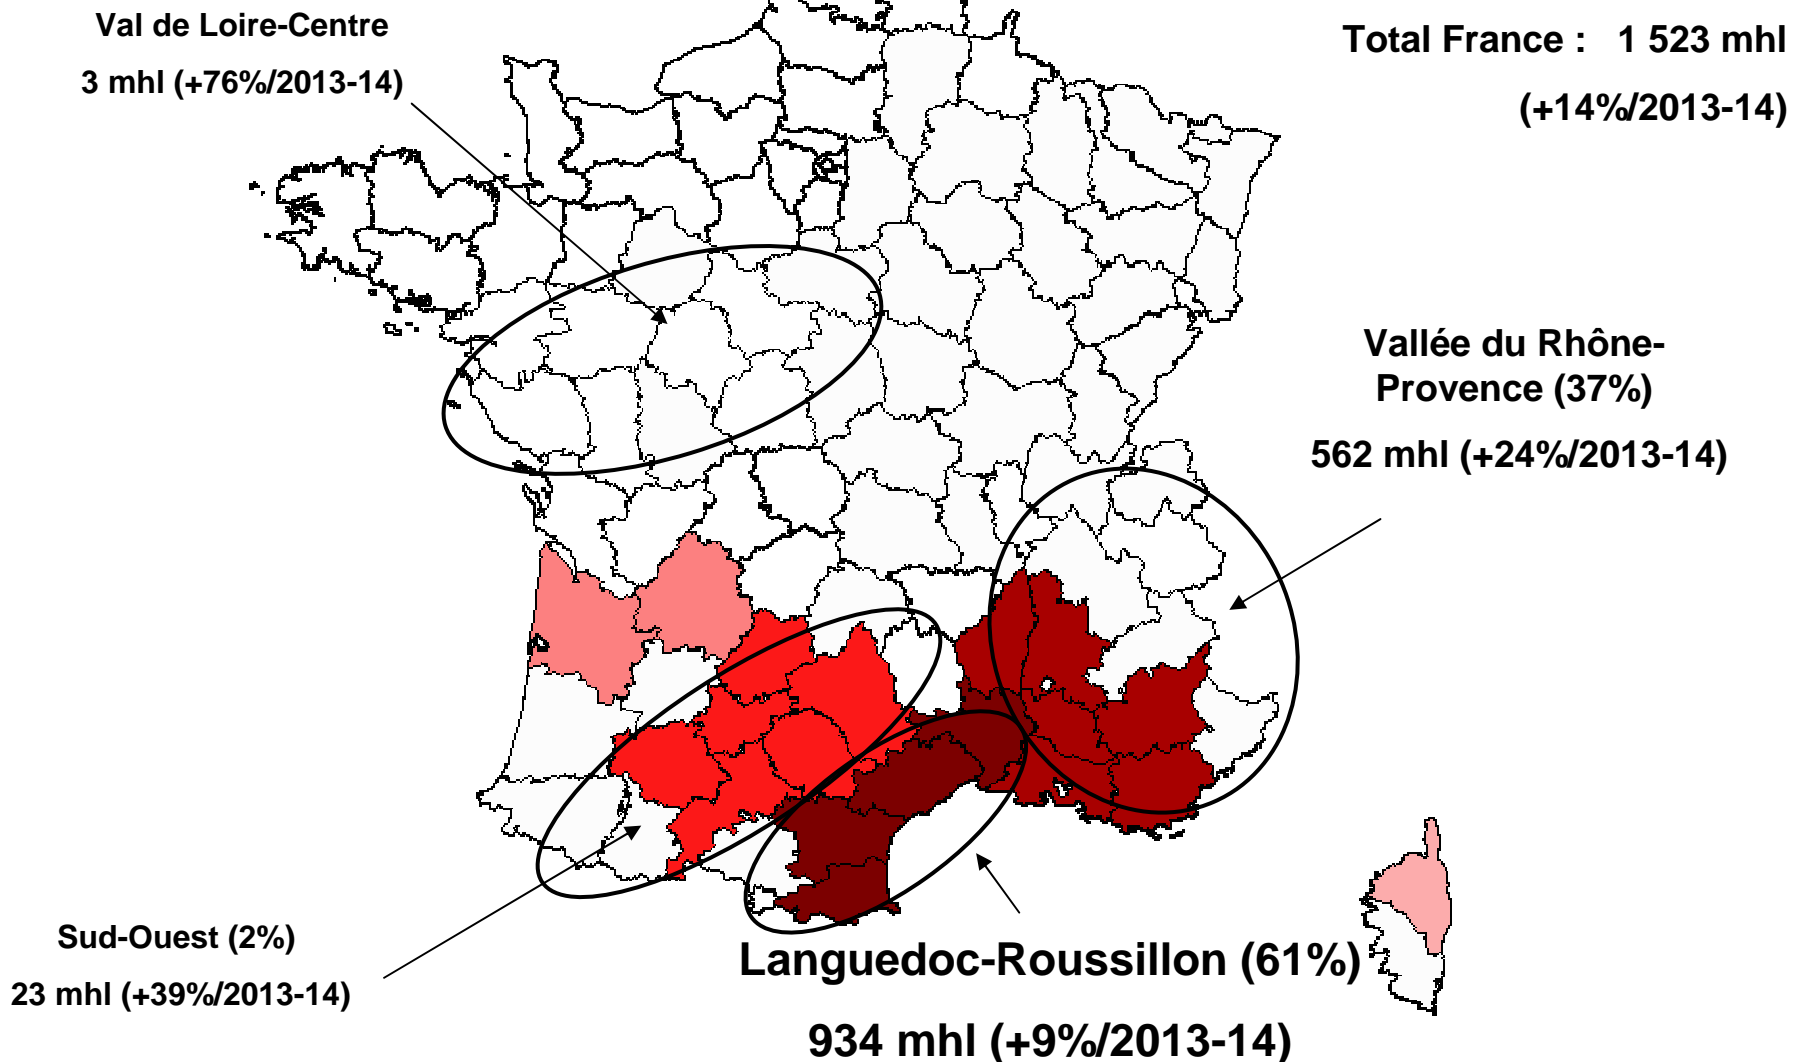 Val de Loire-Centre
3 mhl (+76%/2013-14)
Total France : 1 523 mhl
(+14%/2013-14)
Vallée du Rhône-
Provence (37%)
562 mhl (+24%/2013-14)
Sud-Ouest (2%)
23 mhl (+39%/2013-14)
Languedoc-Roussillon (61%)
934 mhl (+9%/2013-14)